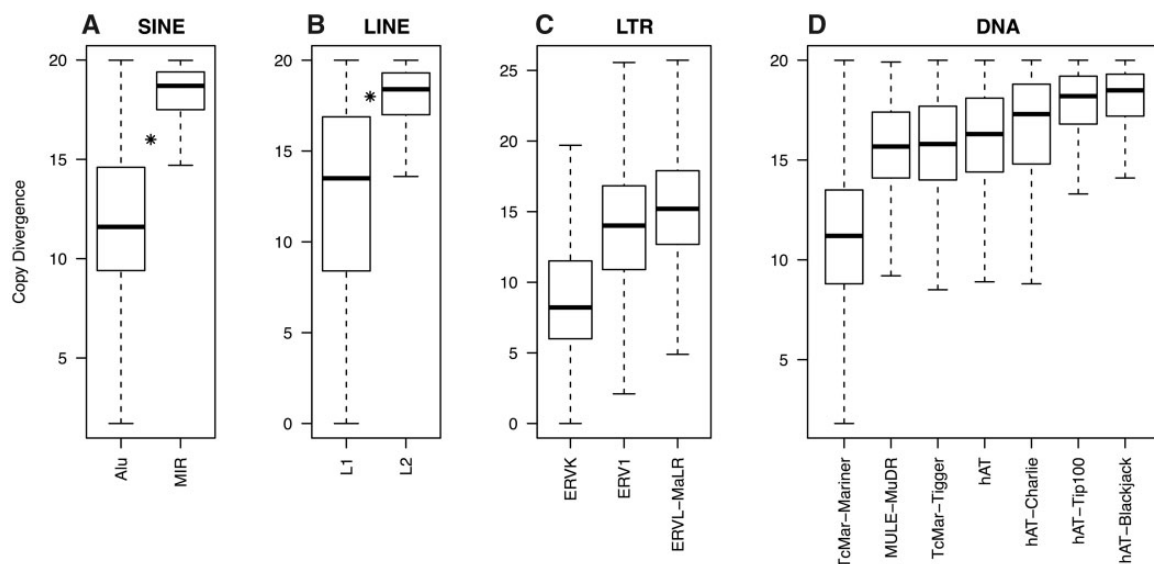 A SINE
B LINE
C LTR
D DNA
Copy Divergence
20
15
10
5
Alu
MIR
*
20
15
10
5
0
L1
L2
*
25
20
15
10
5
0
ERVK
ERV1
ERVL−MaLR
20
15
10
5
TcMar−Mariner
MULE−MuDR
TcMar−Tigger
hAT
hAT−Charlie
hAT−Tip100
hAT−Blackjack